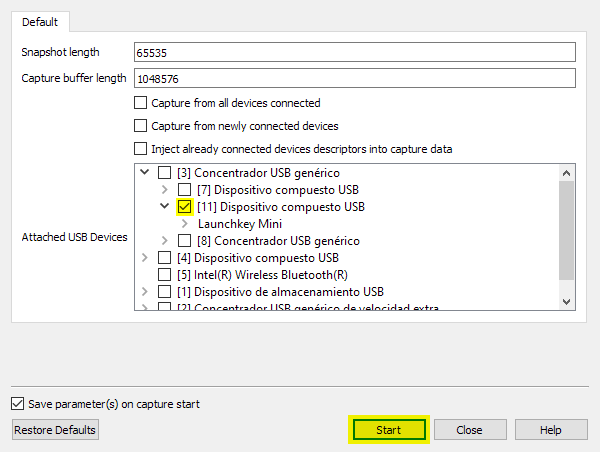 Default
Snapshot length 65535
Capture buffer length 1048576
Capture from all devices connected
Capture from newly connected devices
Inject already connected devices descriptors into capture data
Attached USB Devices
[3] Concentrador USB genérico
[7] Dispositivo compuesto USB
[11] Dispositivo compuesto USB
Launchkey Mini
[8] Concentrador USB genérico
[4] Dispositivo compuesto USB
[5] Intel(R) Wireless Bluetooth(R)
[1] Dispositivo de almacenamiento USB
[2] Concentrador USB genérico de velocidad extra
Save parameter(s) on capture start
Restore Defaults Start Close Help